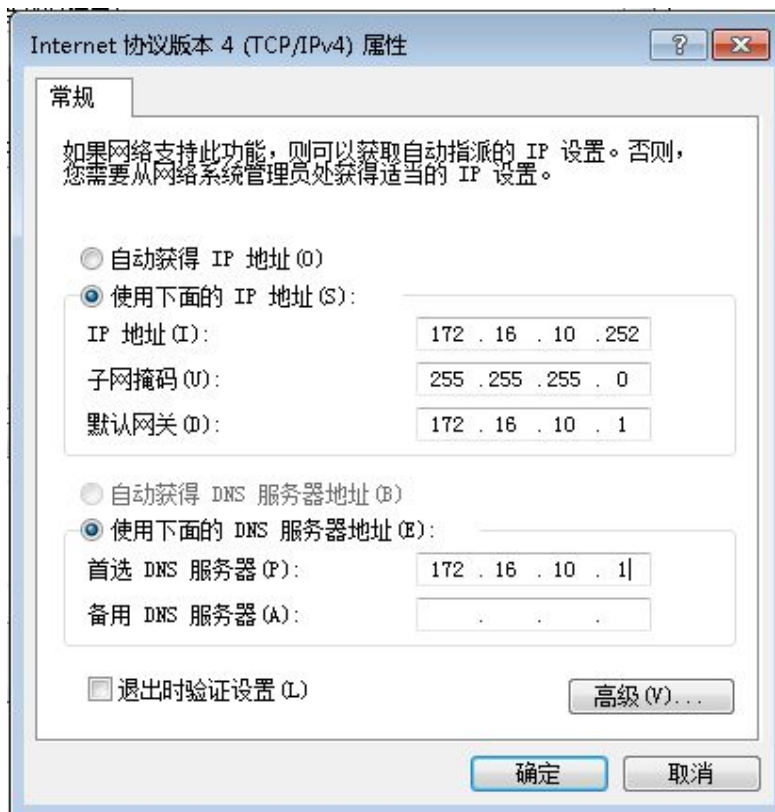 Internet 协议版本 4 (TCP/IPv4) 属性
常规
如果网络支持此功能，则可以获取自动指派的 IP 设置。否则，
您需要从网络系统管理员处获得适当的 IP 设置。
自动获得 IP 地址(O)
使用下面的 IP 地址(S):
IP 地址(I): 172 . 16 . 10 .252
子网掩码(U): 255 .255 .255 . 0
默认网关(D): 172 . 16 . 10 . 1
自动获得 DNS 服务器地址(B)
使用下面的 DNS 服务器地址(E):
首选 DNS 服务器(P): 172 . 16 . 10 . 1
备用 DNS 服务器(A): . . .
退出时验证设置(L)
高级(V)...
确定 取消